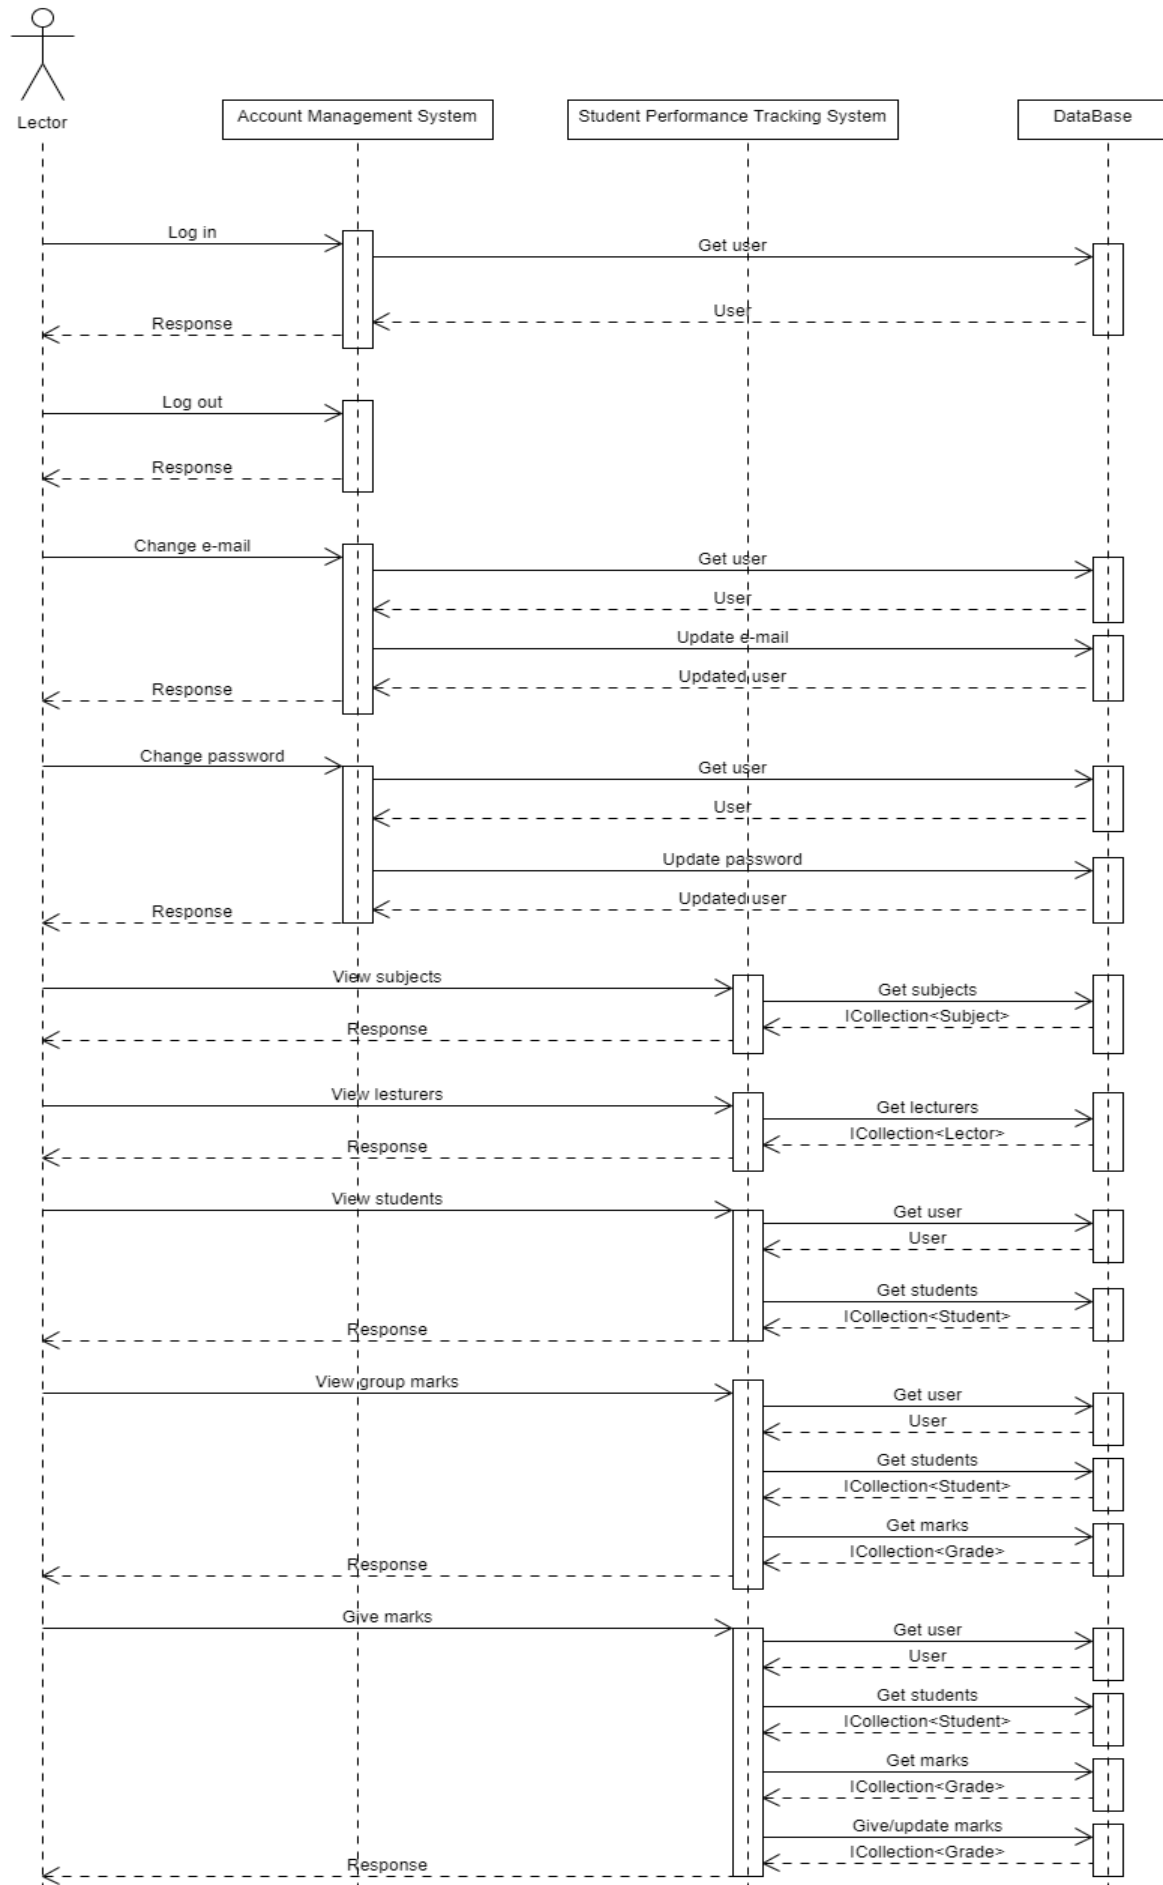 Lector
Account Management System
Student Performance Tracking System
DataBase
Log in
Get user
User
Response
Log out
Response
Change e-mail
Get user
User
Update e-mail
Updated user
Response
Change password
Get user
User
Update password
Updated user
Response
View subjects
Get subjects
ICollection<Subject>
Response
View lesturers
Get lecturers
ICollection<Lector>
Response
View students
Get user
User
Get students
ICollection<Student>
Response
View group marks
Get user
User
Get students
ICollection<Student>
Get marks
ICollection<Grade>
Response
Give marks
Get user
User
Get students
ICollection<Student>
Get marks
ICollection<Grade>
Give/update marks
ICollection<Grade>
Response